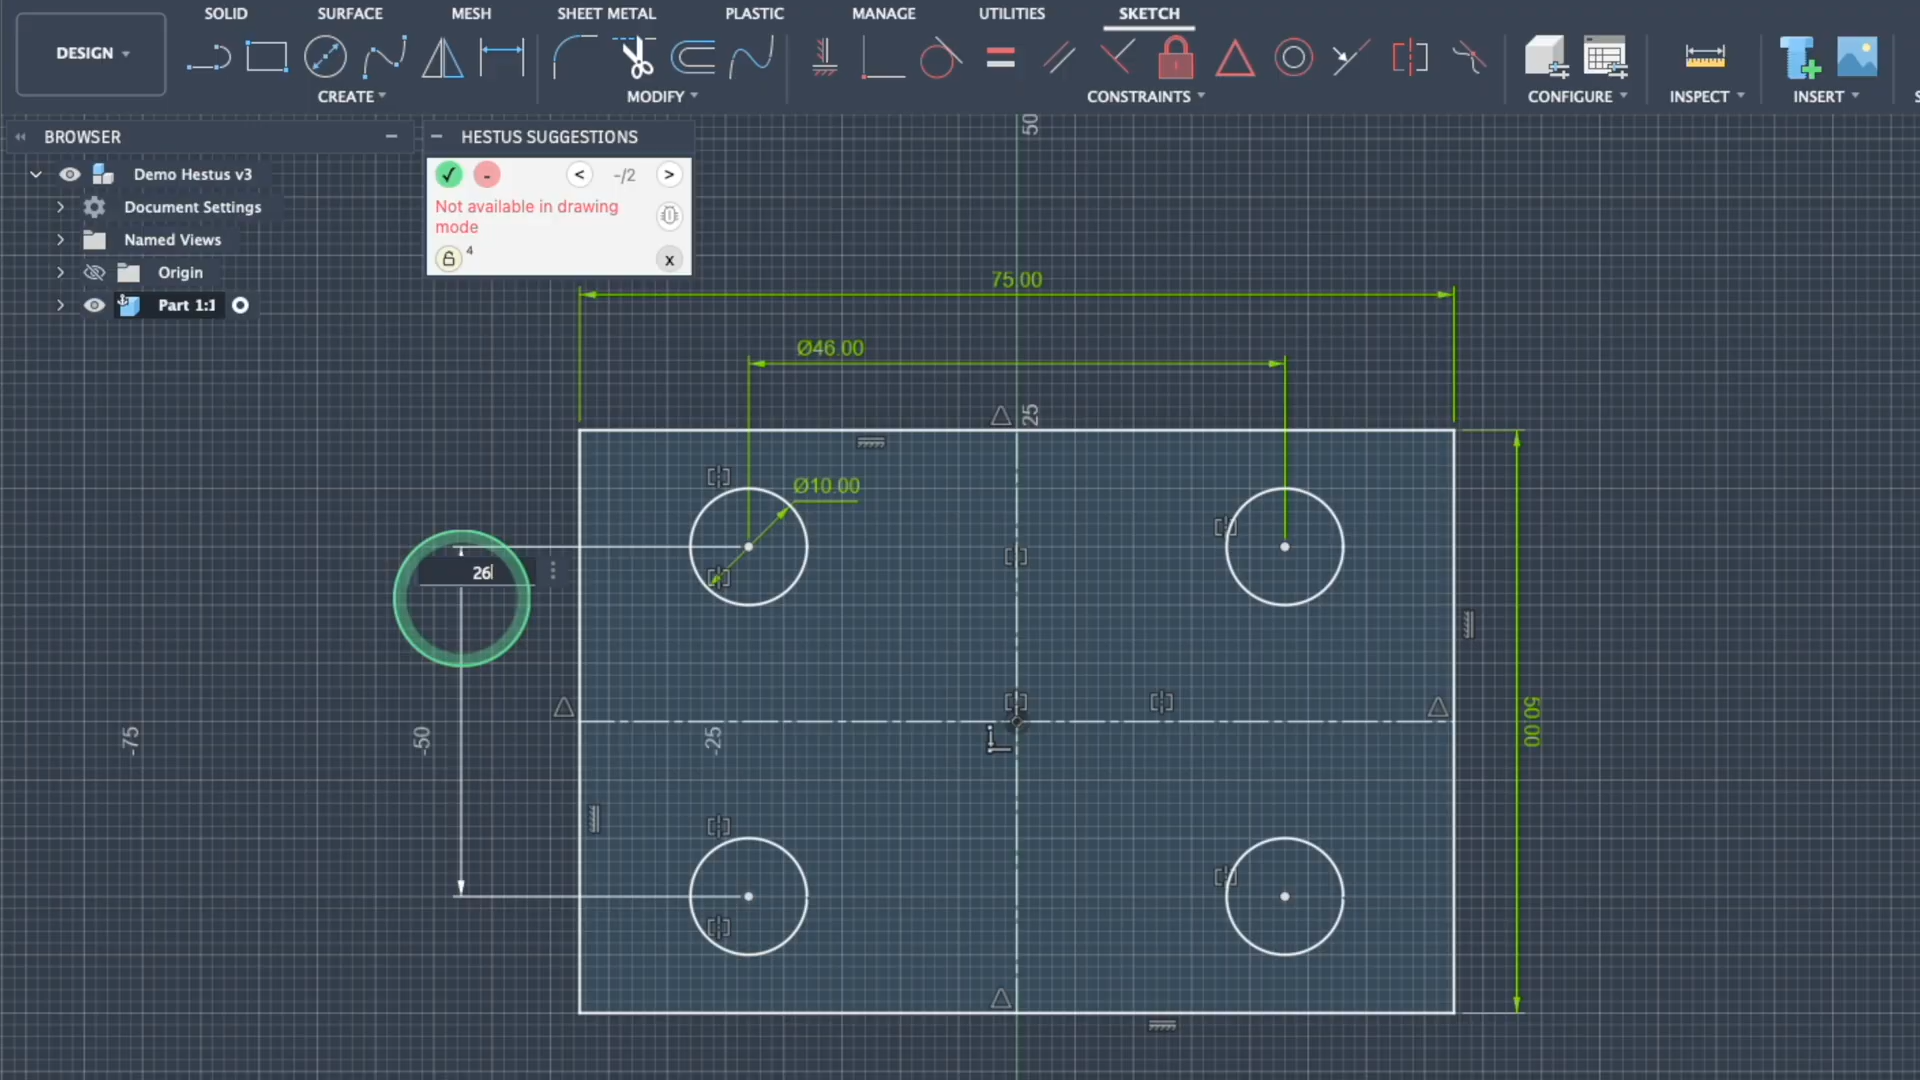 SOLID SURFACE MESH SHEET METAL PLASTIC MANAGE UTILITIES SKETCH
DESIGN
CREATE MODIFY CONSTRAINTS CONFIGURE INSPECT INSERT
BROWSER
HESTUS SUGGESTIONS
Demo Hestus v3
Document Settings
Named Views
Origin
Part 1:1
< -/2 >
Not available in drawing
mode
4
x
50
75.00
Ø46.00
25
Ø10.00
26
-75
-50
-25
50.00